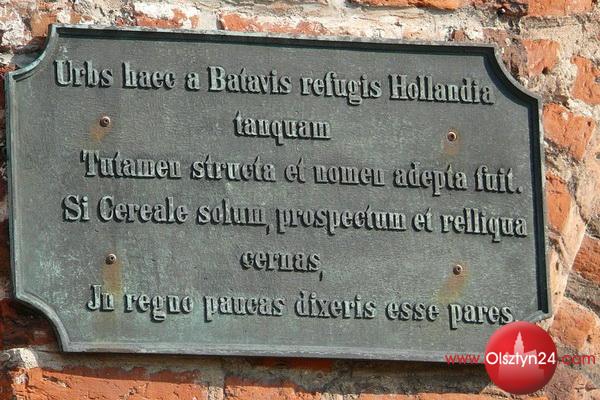 Urbs haec a Batavis refugis Hollandia
tanquam
Tutamen structa et nomen adepta fuit.
Si Cereale solum, prospectum et relliqua
cernas,
In regno paucas dixeris esse pares
www.Olsztyn24.com